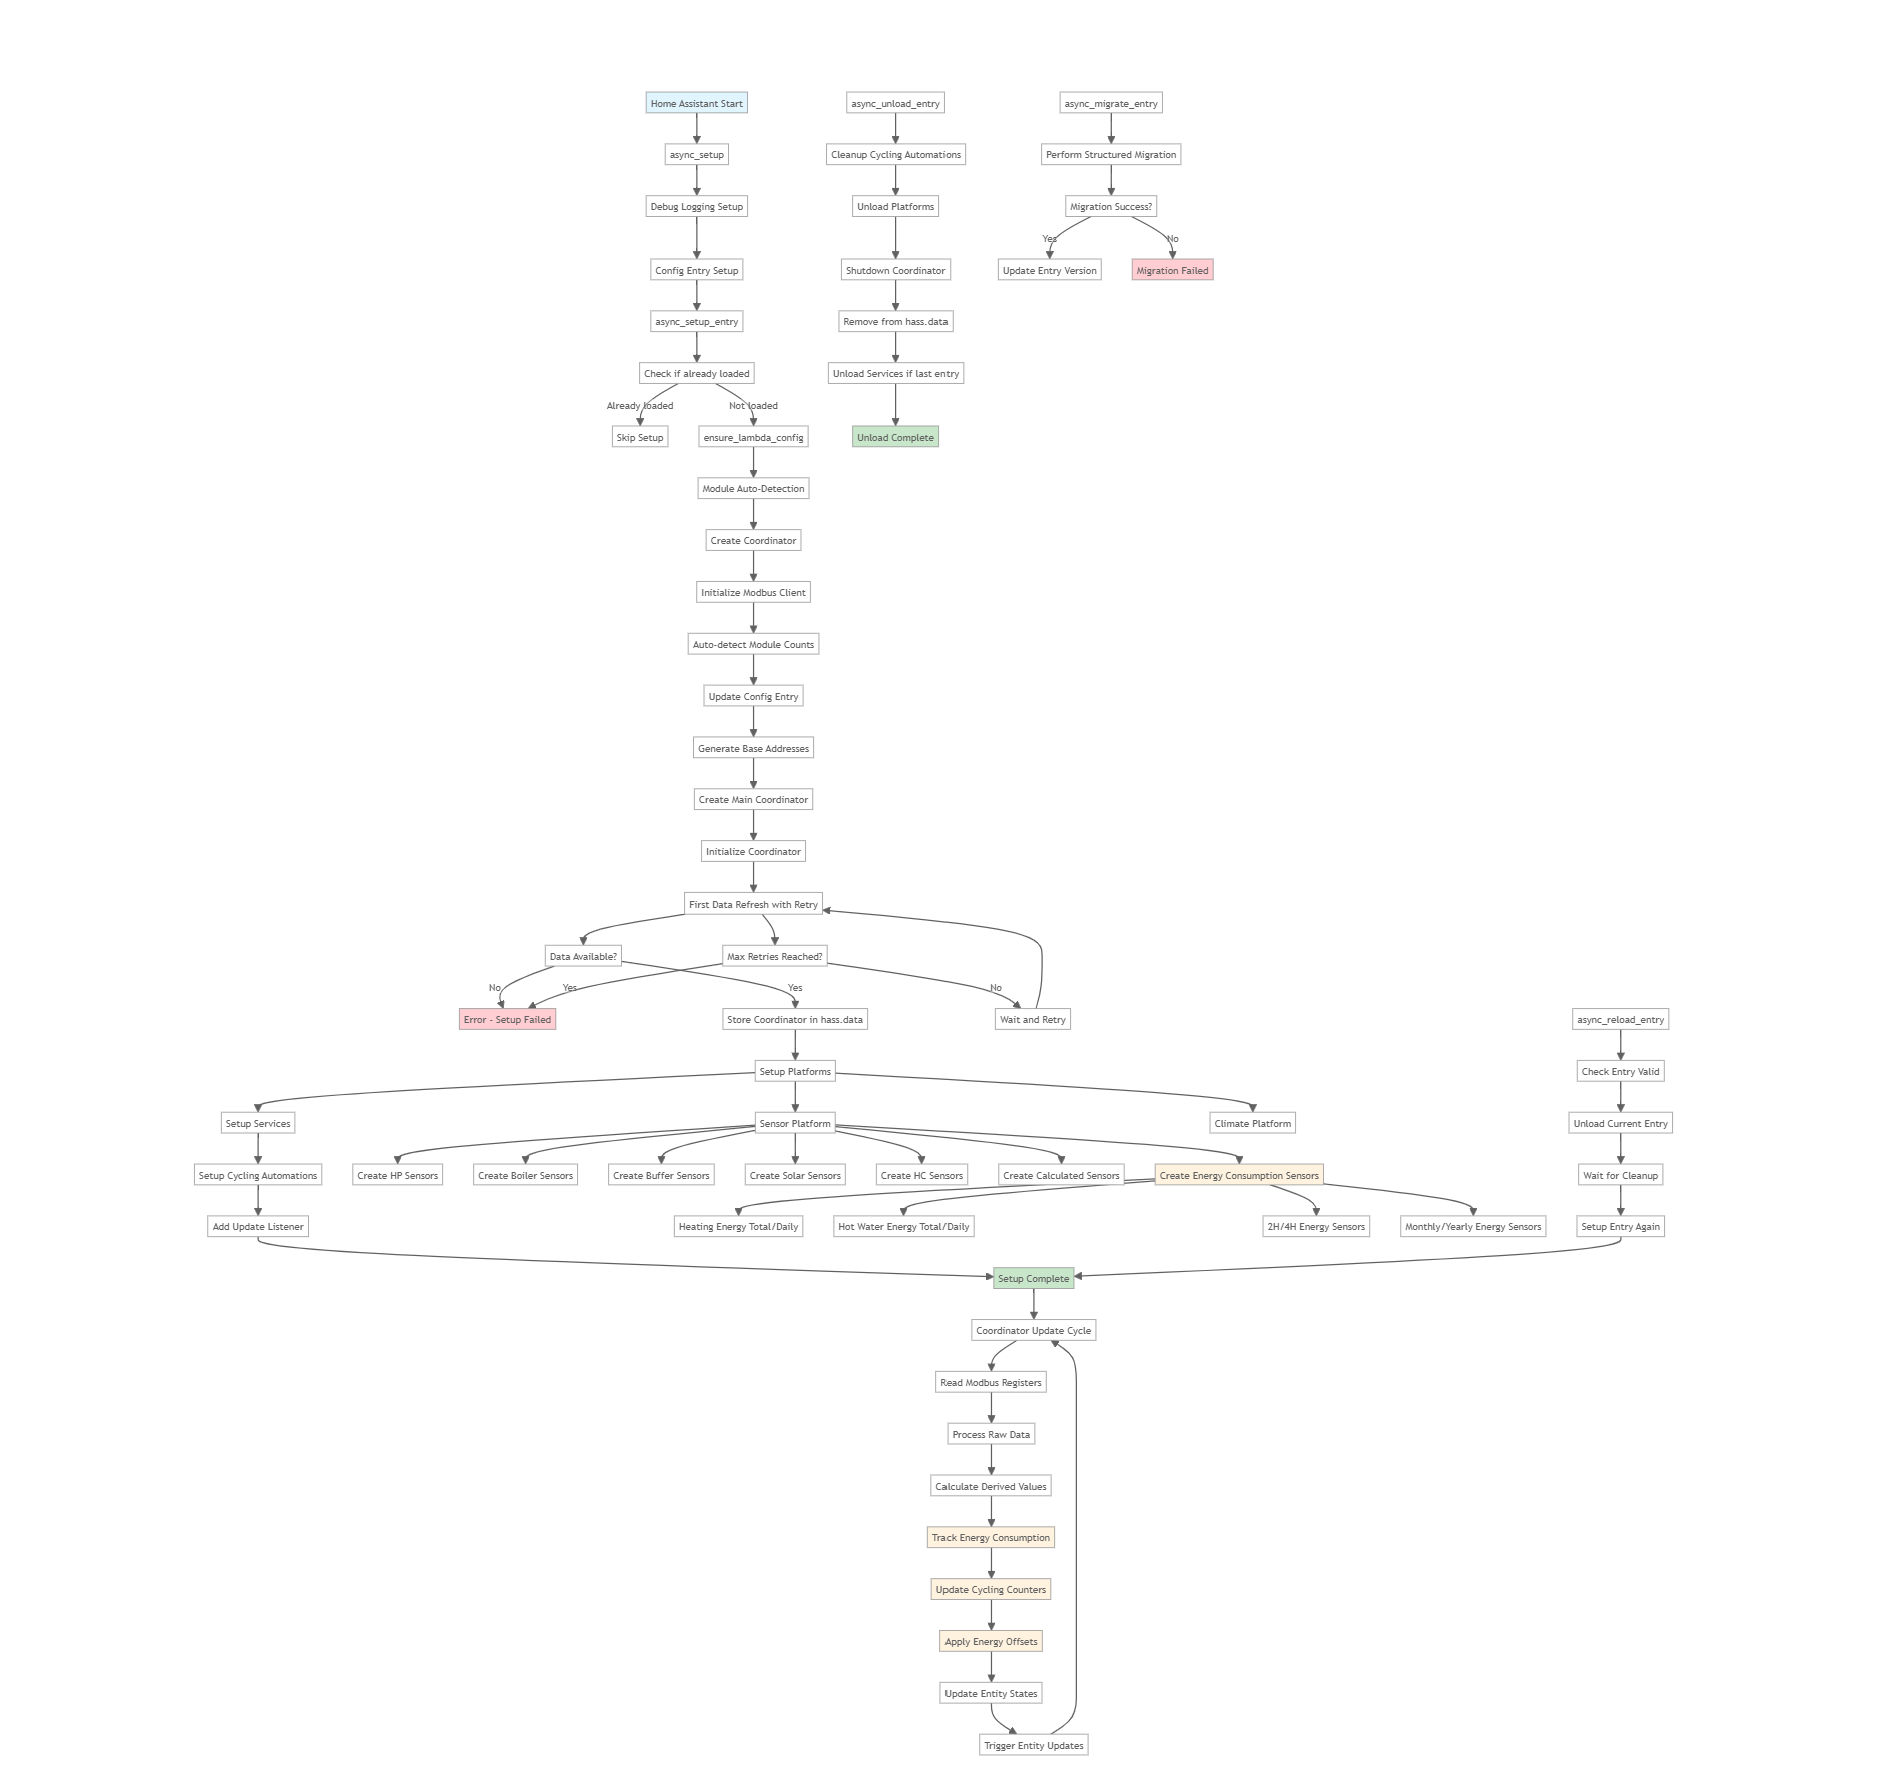 Home Assistant Start
async_unload_entry
async_migrate_entry
async_setup
Cleanup Cycling Automations
Perform Structured Migration
Debug Logging Setup
Unload Platforms
Migration Success?
Yes
No
Config Entry Setup
Shutdown Coordinator
Update Entry Version
Migration Failed
async_setup_entry
Remove from hass.data
Check if already loaded
Unload Services if last entry
Already loaded
Not loaded
Skip Setup
ensure_lambda_config
Unload Complete
Module Auto-Detection
Create Coordinator
Initialize Modbus Client
Auto-detect Module Counts
Update Config Entry
Generate Base Addresses
Create Main Coordinator
Initialize Coordinator
First Data Refresh with Retry
Data Available?
Max Retries Reached?
No
Yes
Yes
No
Error - Setup Failed
Store Coordinator in hass.data
Wait and Retry
async_reload_entry
Setup Platforms
Check Entry Valid
Setup Services
Sensor Platform
Climate Platform
Unload Current Entry
Setup Cycling Automations
Create HP Sensors
Create Boiler Sensors
Create Buffer Sensors
Create Solar Sensors
Create HC Sensors
Create Calculated Sensors
Create Energy Consumption Sensors
Wait for Cleanup
Add Update Listener
Heating Energy Total/Daily
Hot Water Energy Total/Daily
2H/4H Energy Sensors
Monthly/Yearly Energy Sensors
Setup Entry Again
Setup Complete
Coordinator Update Cycle
Read Modbus Registers
Process Raw Data
Calculate Derived Values
Track Energy Consumption
Update Cycling Counters
Apply Energy Offsets
Update Entity States
Trigger Entity Updates